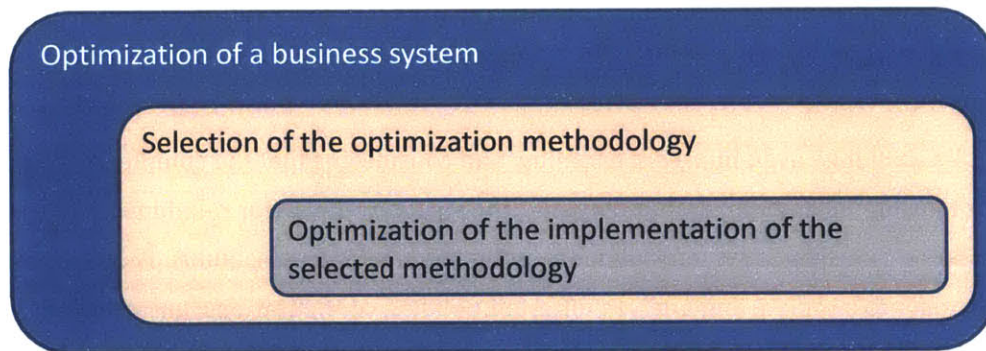 Optimization of a business system
Selection of the optimization methodology
Optimization of the implementation of the
selected methodology